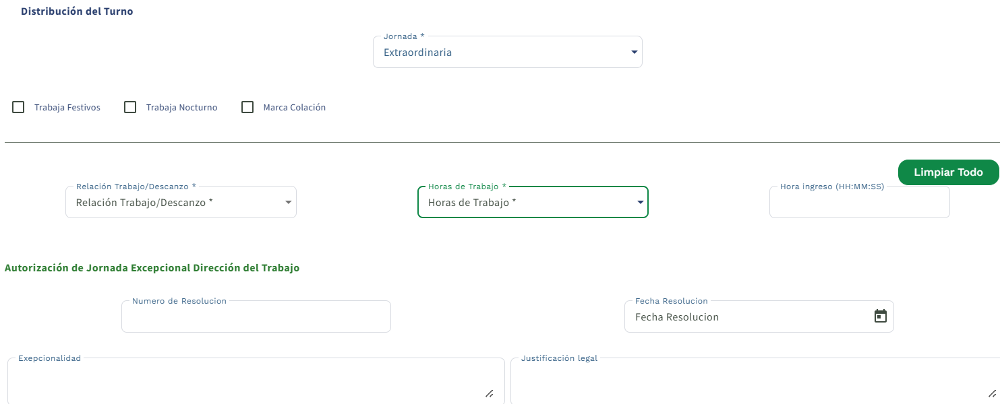 Distribución del Turno
Jornada *
Extraordinaria
Trabaja Festivos
Trabaja Nocturno
Marca Colación
Limpiar Todo
Relación Trabajo/Descanzo *
Relación Trabajo/Descanzo *
Horas de Trabajo *
Horas de Trabajo *
Hora ingreso (HH:MM:SS)
Autorización de Jornada Excepcional Dirección del Trabajo
Numero de Resolucion
Fecha Resolucion
Fecha Resolucion
Exepcionalidad
Justificación legal